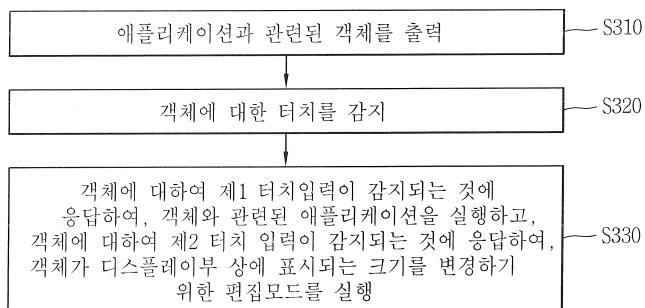 애플리케이션과 관련된 객체를 출력
S310
객체에 대한 터치를 감지
S320
객체에 대하여 제1 터치입력이 감지되는 것에
응답하여, 객체와 관련된 애플리케이션을 실행하고,
객체에 대하여 제2 터치 입력이 감지되는 것에 응답하여,
객체가 디스플레이부 상에 표시되는 크기를 변경하기
위한 편집모드를 실행
S330